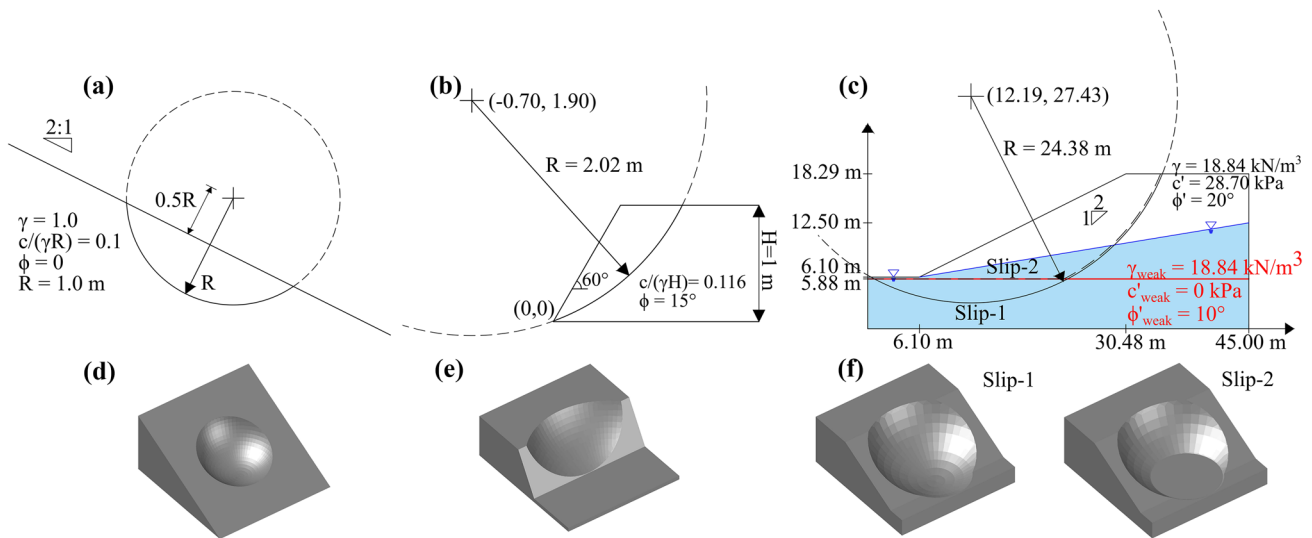 (a)
2:1
0.5R
γ = 1.0
c/(γR) = 0.1
ϕ = 0
R = 1.0 m
R
(b)
(-0.70, 1.90)
R = 2.02 m
60°
H=1 m
c/(γH)= 0.116
ϕ = 15°
(0,0)
(c)
(12.19, 27.43)
R = 24.38 m
18.29 m
12.50 m
6.10 m
5.88 m
2
1
γ = 18.84 kN/m³
c' = 28.70 kPa
ϕ' = 20°
Slip-2
γweak = 18.84 kN/m³
c'weak = 0 kPa
ϕ'weak = 10°
Slip-1
6.10 m
30.48 m
45.00 m
(d)
(e)
(f)
Slip-1
Slip-2